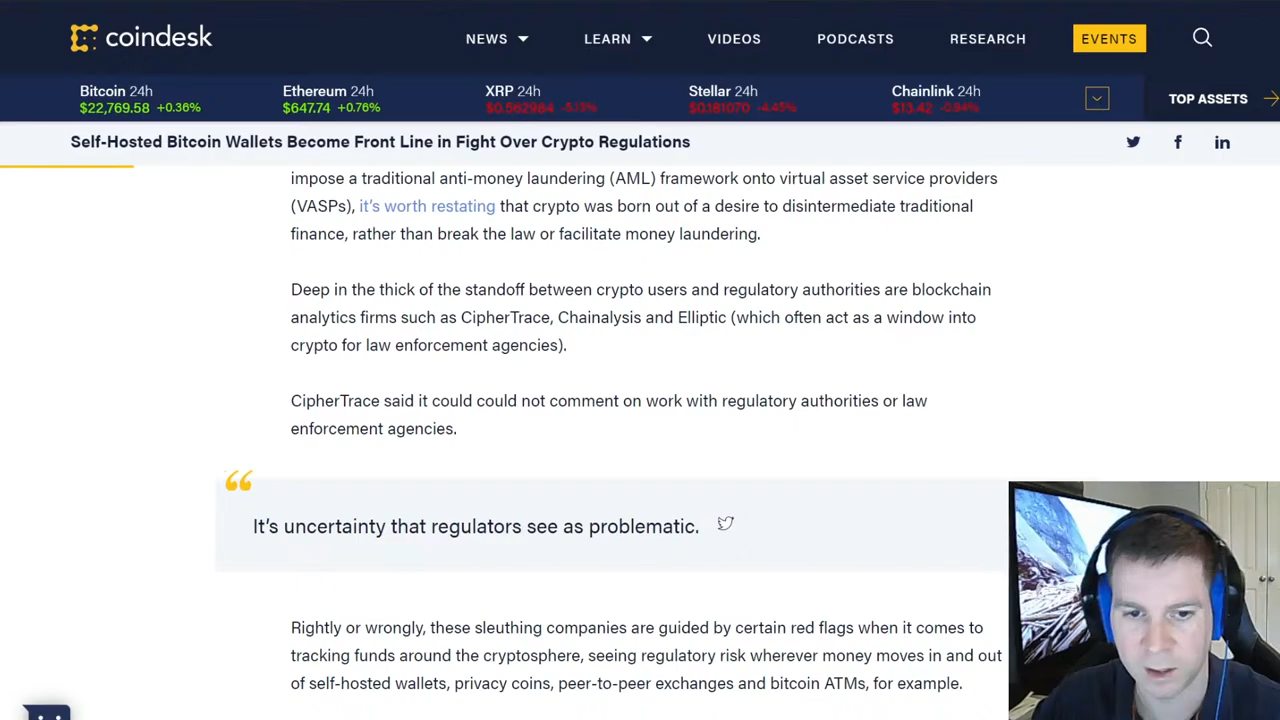 coindesk
NEWS LEARN VIDEOS PODCASTS RESEARCH EVENTS
Bitcoin 24h Ethereum 24h XRP 24h Stellar 24h Chainlink 24h
$22,769.58 +0.36% $647.74 +0.76% $0.562984 -5.19% $0.181070 -4.45% $13.42 -0.94%
TOP ASSETS
Self-Hosted Bitcoin Wallets Become Front Line in Fight Over Crypto Regulations
impose a traditional anti-money laundering (AML) framework onto virtual asset service providers
(VASPs), it's worth restating that crypto was born out of a desire to disintermediate traditional
finance, rather than break the law or facilitate money laundering.
Deep in the thick of the standoff between crypto users and regulatory authorities are blockchain
analytics firms such as CipherTrace, Chainalysis and Elliptic (which often act as a window into
crypto for law enforcement agencies).
CipherTrace said it could could not comment on work with regulatory authorities or law
enforcement agencies.
It's uncertainty that regulators see as problematic.
Rightly or wrongly, these sleuthing companies are guided by certain red flags when it comes to
tracking funds around the cryptosphere, seeing regulatory risk wherever money moves in and out
of self-hosted wallets, privacy coins, peer-to-peer exchanges and bitcoin ATMs, for example.